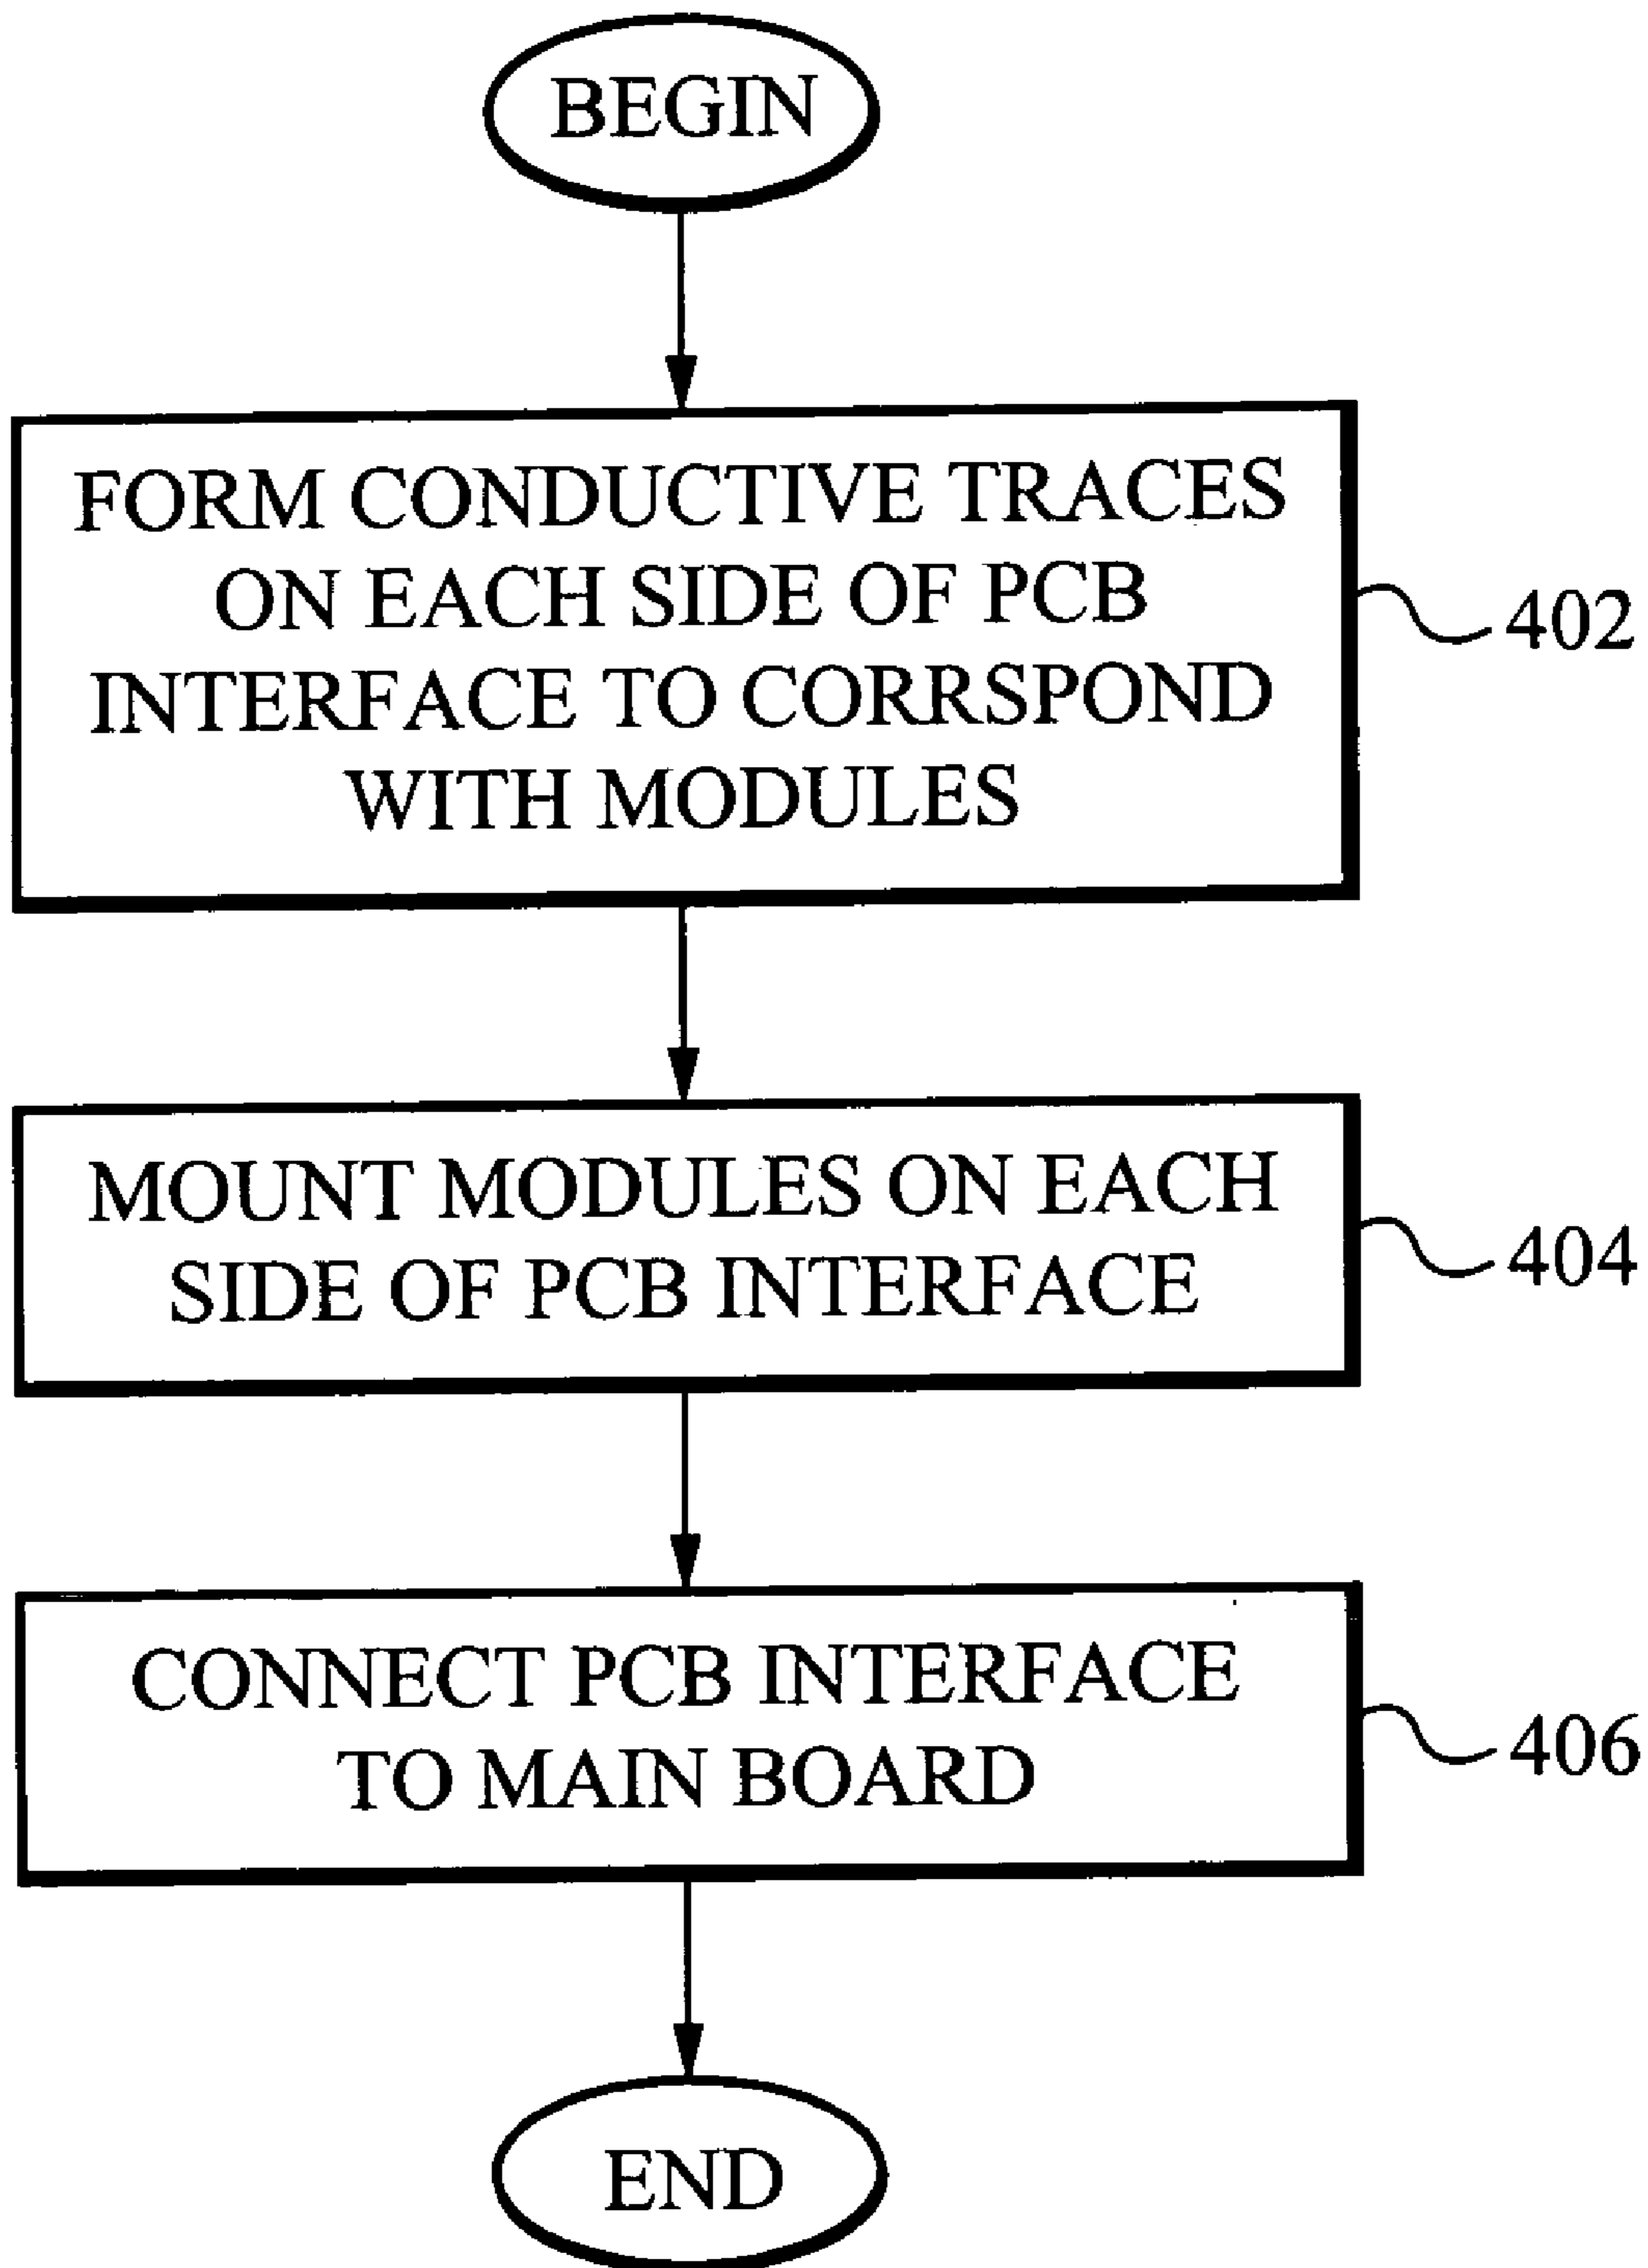 BEGIN
FORM CONDUCTIVE TRACES
ON EACH SIDE OF PCB
INTERFACE TO CORRSPOND
WITH MODULES
402
MOUNT MODULES ON EACH
SIDE OF PCB INTERFACE
404
CONNECT PCB INTERFACE
TO MAIN BOARD
406
END